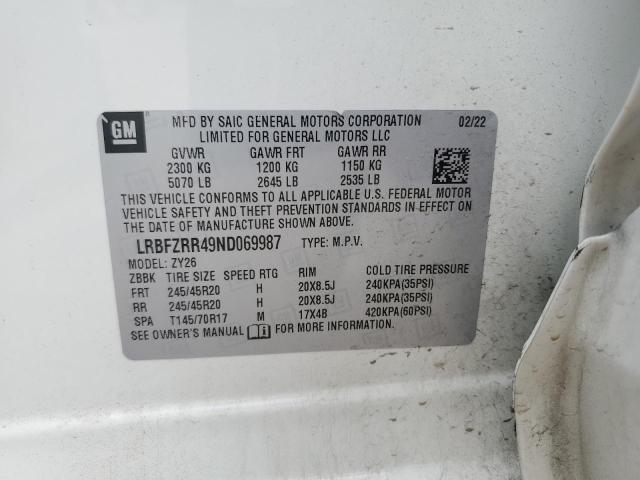 GM
MFD BY SAIC GENERAL MOTORS CORPORATION 02/22
LIMITED FOR GENERAL MOTORS LLC
GVWR GAWR FRT GAWR RR
2300 KG 1200 KG 1150 KG
5070 LB 2645 LB 2535 LB
THIS VEHICLE CONFORMS TO ALL APPLICABLE U.S. FEDERAL MOTOR
VEHICLE SAFETY AND THEFT PREVENTION STANDARDS IN EFFECT ON
THE DATE OF MANUFACTURE SHOWN ABOVE.
LRBFZRR49ND069987 TYPE: M.P.V.
MODEL: ZY26
ZBBK TIRE SIZE SPEED RTG RIM COLD TIRE PRESSURE
FRT 245/45R20 H 20X8.5J 240KPA(35PSI)
RR 245/45R20 H 20X8.5J 240KPA(35PSI)
SPA T145/70R17 M 17X4B 420KPA(60PSI)
SEE OWNER'S MANUAL FOR MORE INFORMATION.